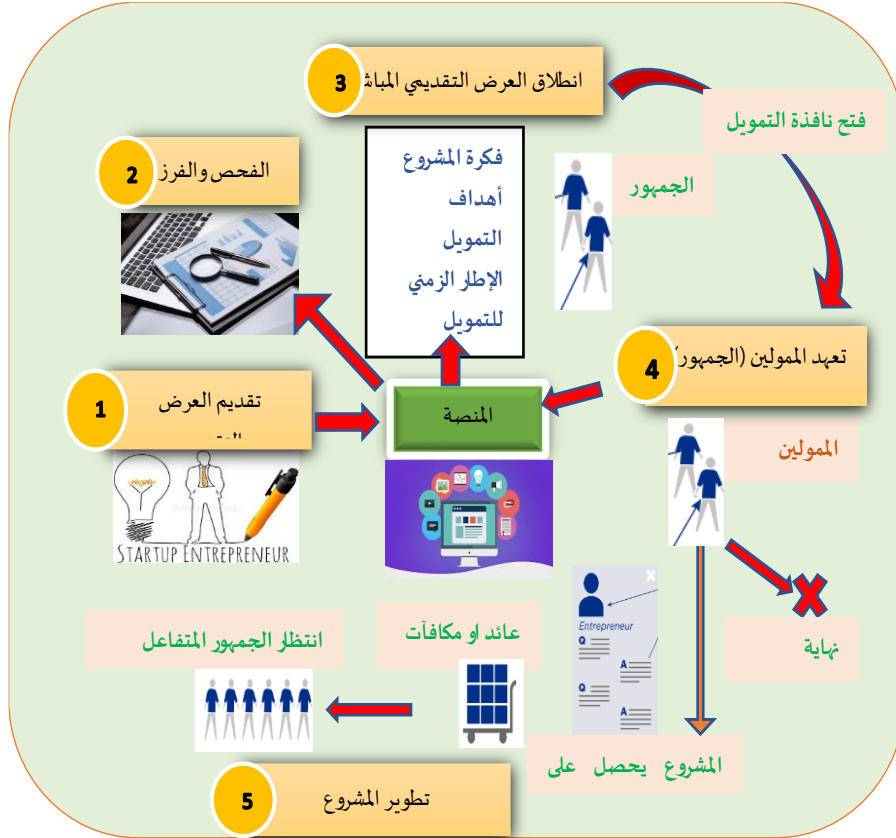 3
انطلاق العرض التقديمي المباش
فتح نافذة التمويل
2
الفحص والفرز
فكرة المشروع
أهداف
التمويل
الإطار الزمني
للتمويل
الجمهور
4
تعهد الممولين (الجمهور)
1
تقديم العرض
المنصة
الممولين
STARTUP ENTREPRENEUR
Entrepreneur
Q
A
Q
A
نهاية
عائد او مكافآت
انتظار الجمهور المتفاعل
المشروع يحصل على
5
تطوير المشروع